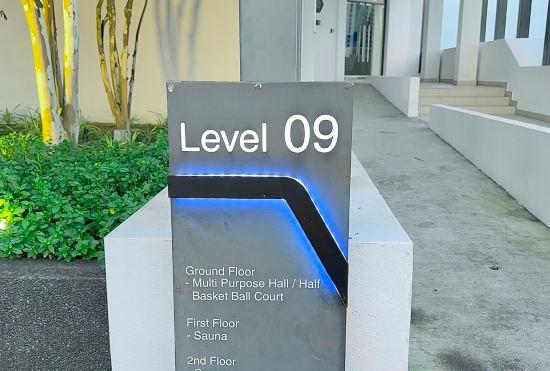 Level 09
Ground Floor
- Multi Purpose Hall / Half
Basket Ball Court
First Floor
- Sauna
2nd Floor